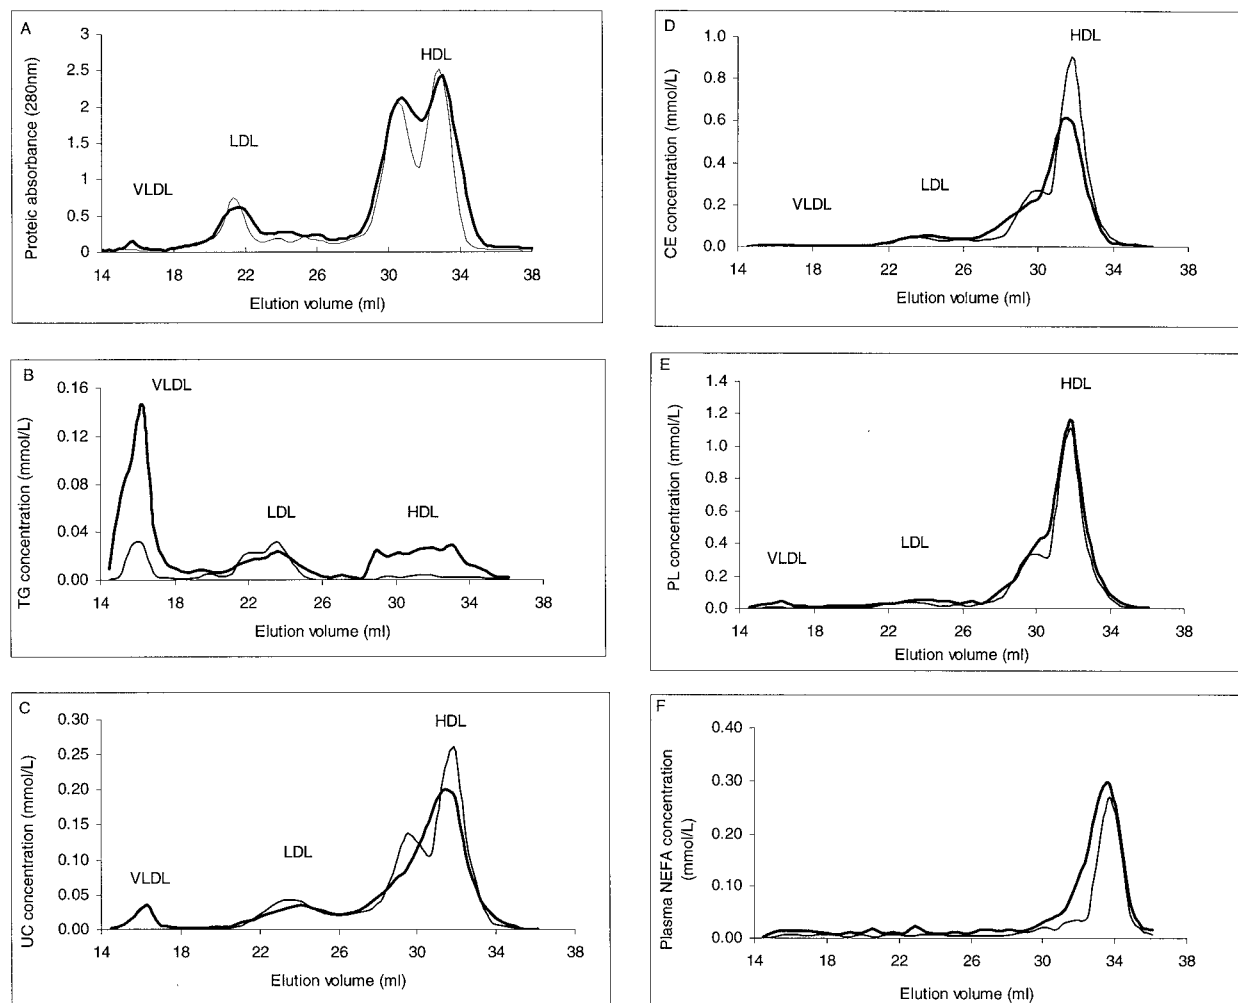 A
Proteic absorbance (280nm)
3
2.5
2
1.5
1
0.5
0
VLDL
LDL
HDL
14 18 22 26 30 34 38
Elution volume (ml)
B
TG concentration (mmol/L)
0.16
0.12
0.08
0.04
0.00
VLDL
LDL
HDL
14 18 22 26 30 34 38
Elution volume (ml)
C
UC concentration (mmol/L)
0.30
0.25
0.20
0.15
0.10
0.05
0.00
VLDL
LDL
HDL
14 18 22 26 30 34 38
Elution volume (ml)
D
CE concentration (mmol/L)
1.0
0.8
0.6
0.4
0.2
0.0
VLDL
LDL
HDL
14 18 22 26 30 34 38
Elution volume (ml)
E
PL concentration (mmol/L)
1.4
1.2
1.0
0.8
0.6
0.4
0.2
0.0
VLDL
LDL
HDL
14 18 22 26 30 34 38
Elution volume (ml)
F
Plasma NEFA concentration
(mmol/L)
0.40
0.30
0.20
0.10
0.00
14 18 22 26 30 34 38
Elution volume (ml)